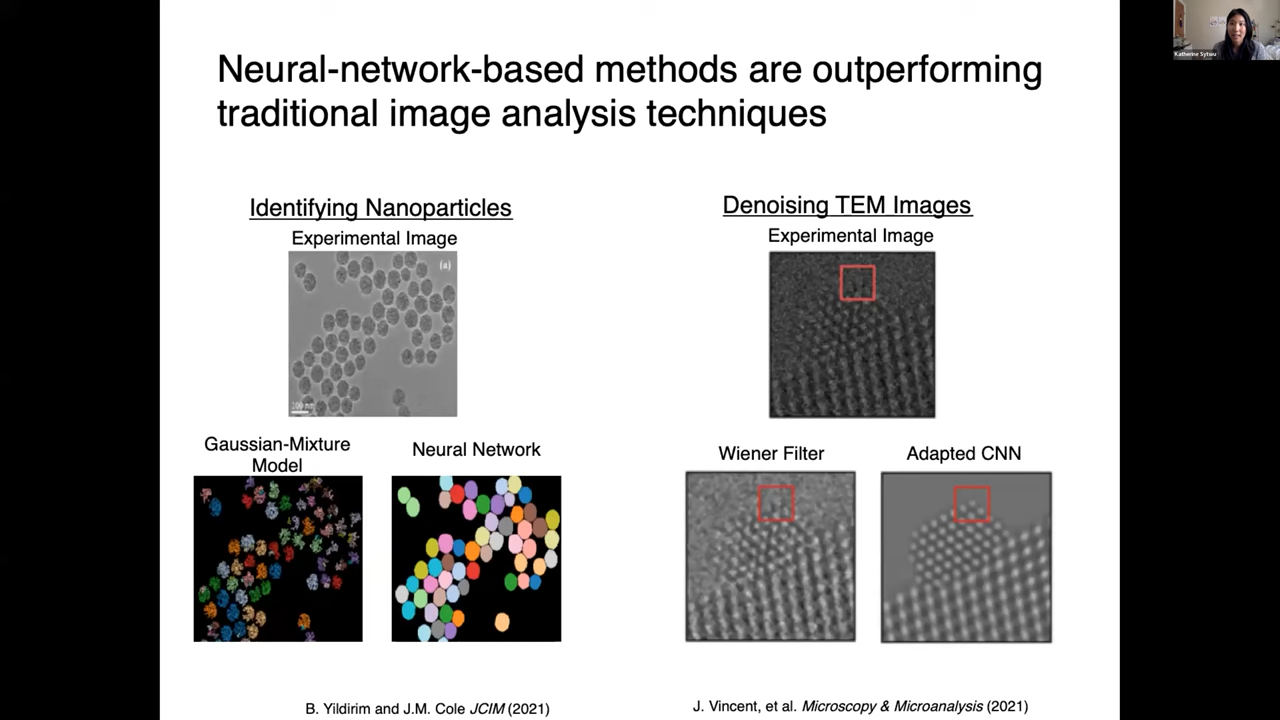 Neural-network-based methods are outperforming
traditional image analysis techniques
Katherine Sytwu
Identifying Nanoparticles
Experimental Image
(a)
Gaussian-Mixture
Model
Neural Network
B. Yildirim and J.M. Cole JCIM (2021)
Denoising TEM Images
Experimental Image
Wiener Filter
Adapted CNN
J. Vincent, et al. Microscopy & Microanalysis (2021)